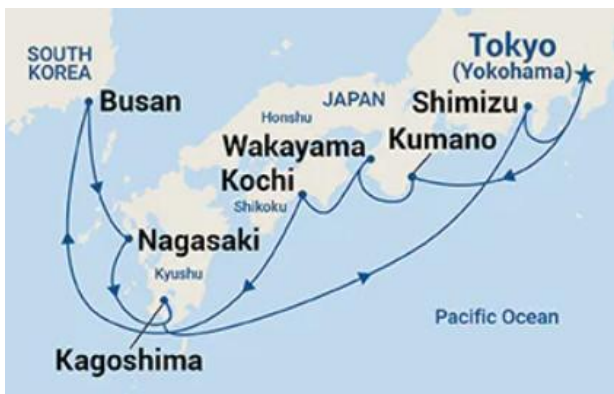 SOUTH
KOREA
Busan
Tokyo
(Yokohama)
JAPAN
Shimizu
Honshu
Wakayama
Kumano
Kochi
Shikoku
Nagasaki
Kyushu
Pacific Ocean
Kagoshima